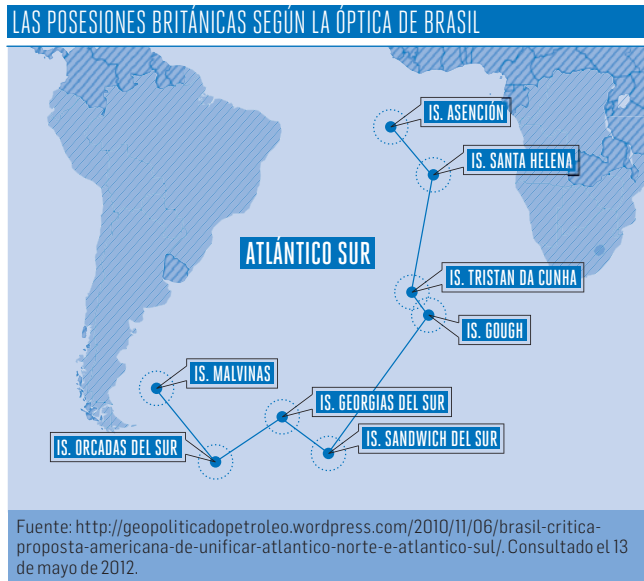 LAS POSESIONES BRITÁNICAS SEGÚN LA ÓPTICA DE BRASIL
IS. ASENCIÓN
IS. SANTA HELENA
ATLÁNTICO SUR
IS. TRISTAN DA CUNHA
IS. GOUGH
IS. MALVINAS
IS. GEORGIAS DEL SUR
IS. ORCADAS DEL SUR
IS. SANDWICH DEL SUR
Fuente: http://geopoliticadopetroleo.wordpress.com/2010/11/06/brasil-critica-
proposta-americana-de-unificar-atlantico-norte-e-atlantico-sul/. Consultado el 13
de mayo de 2012.